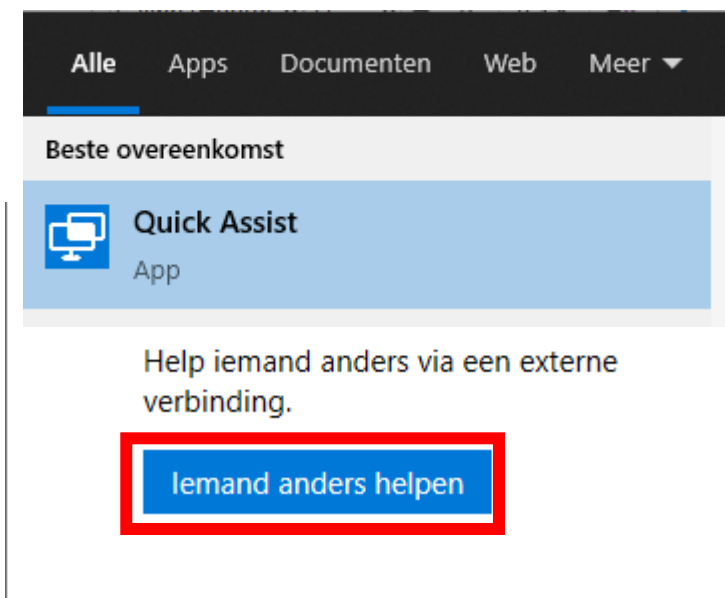 Alle Apps Documenten Web Meer
Beste overeenkomst
Quick Assist
App
Help iemand anders via een externe
verbinding.
Iemand anders helpen